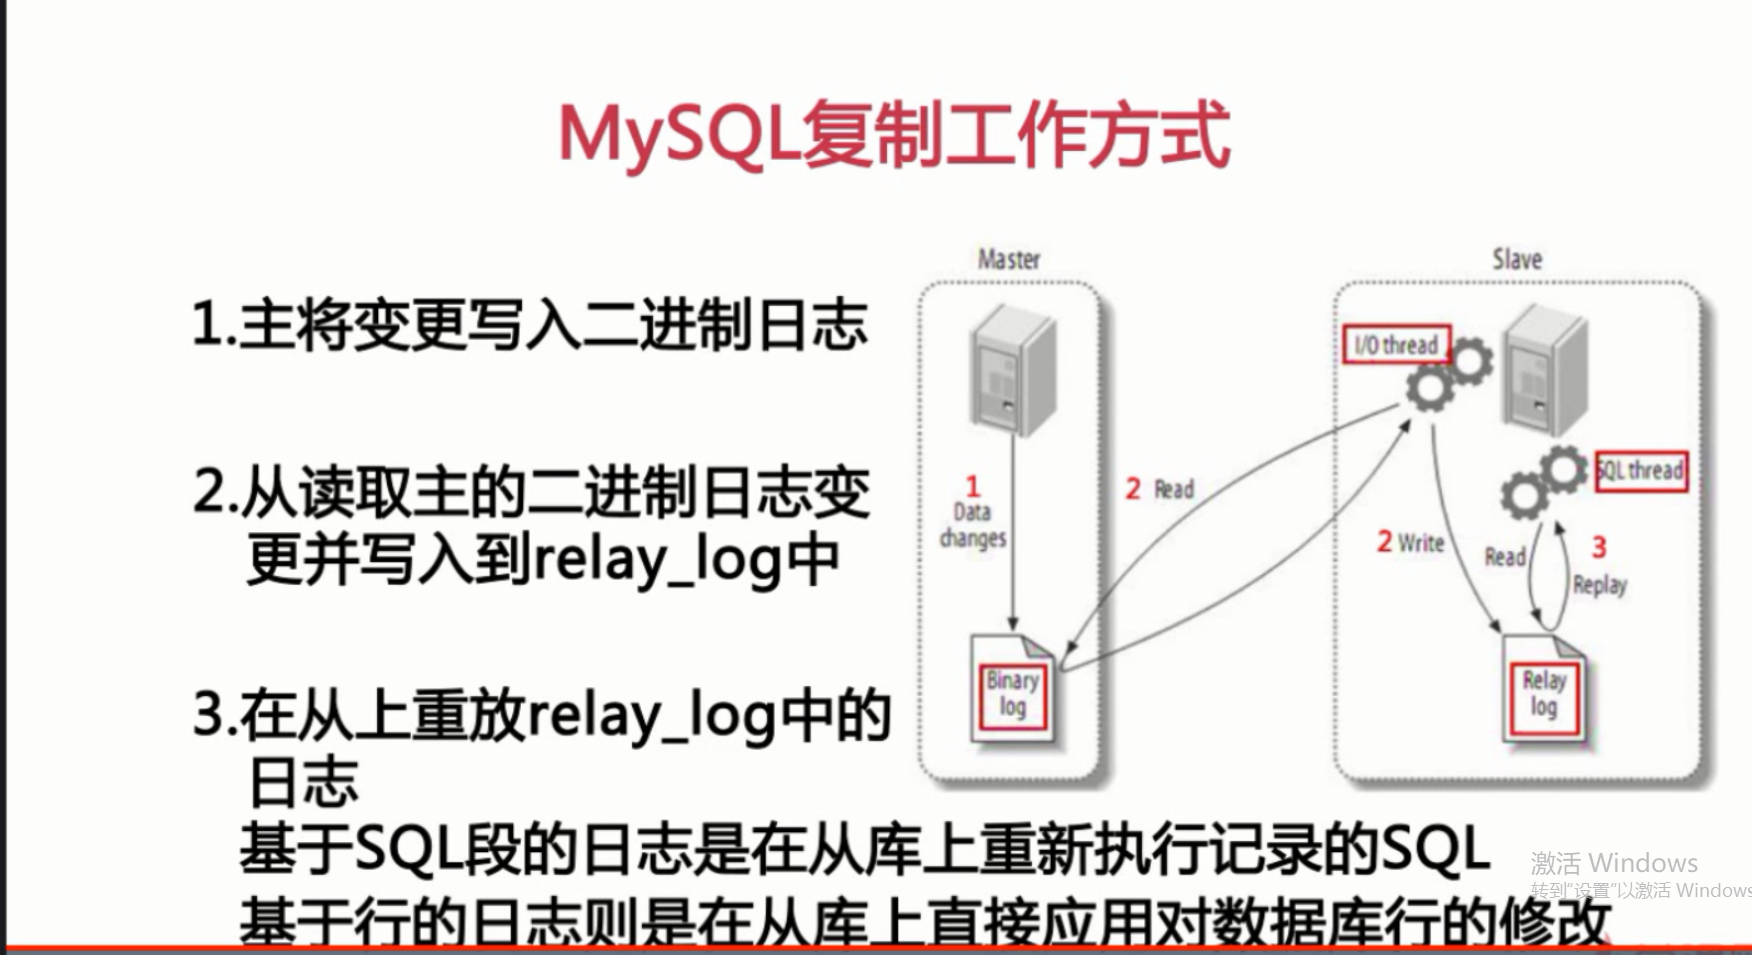 MySQL复制工作方式
1.主将变更写入二进制日志
2.从读取主的二进制日志变
更并写入到relay_log中
3.在从上重放relay_log中的
日志
基于SQL段的日志是在从库上重新执行记录的SQL
基于行的日志则是在从库上直接应用对数据库行的修改
Master
1
Data
changes
Binary
log
2 Read
Slave
I/O thread
SQL thread
2 Write
Read
3
Replay
Relay
log
激活 Windows
转到"设置"以激活 Windows